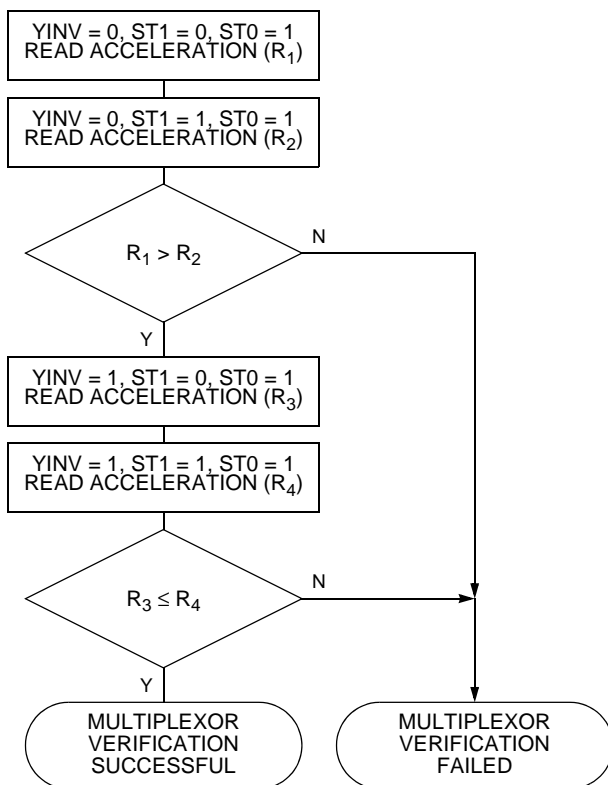 YINV = 0, ST1 = 0, ST0 = 1
READ ACCELERATION (R1)
YINV = 0, ST1 = 1, ST0 = 1
READ ACCELERATION (R2)
R1 > R2
N
Y
YINV = 1, ST1 = 0, ST0 = 1
READ ACCELERATION (R3)
YINV = 1, ST1 = 1, ST0 = 1
READ ACCELERATION (R4)
R3 ≤ R4
N
Y
MULTIPLEXOR
VERIFICATION
SUCCESSFUL
MULTIPLEXOR
VERIFICATION
FAILED